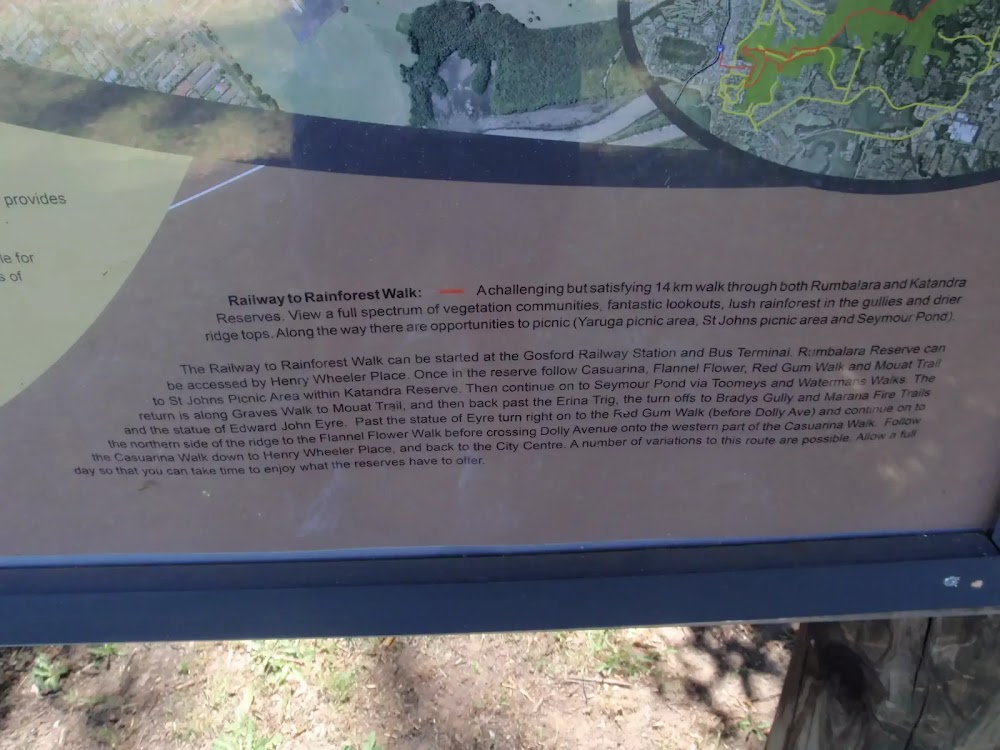 provides
le for
s of
Railway to Rainforest Walk: A challenging but satisfying 14 km walk through both Rumbalara and Katandra
Reserves. View a full spectrum of vegetation communities, fantastic lookouts, lush rainforest in the gullies and drier
ridge tops. Along the way there are opportunities to picnic (Yaruga picnic area, St Johns picnic area and Seymour Pond).
The Railway to Rainforest Walk can be started at the Gosford Railway Station and Bus Terminal. Rumbalara Reserve can
be accessed by Henry Wheeler Place. Once in the reserve follow Casuarina, Flannel Flower, Red Gum Walk and Mouat Trail
to St Johns Picnic Area within Katandra Reserve. Then continue on to Seymour Pond via Toomeys and Watermans Walks. The
return is along Graves Walk to Mouat Trail, and then back past the Erina Trig, the turn offs to Bradys Gully and Marana Fire Trails
and the statue of Edward John Eyre. Past the statue of Eyre turn right on to the Red Gum Walk (before Dolly Ave) and continue on to
the northern side of the ridge to the Flannel Flower Walk before crossing Dolly Avenue onto the western part of the Casuarina Walk. Follow
the Casuarina Walk down to Henry Wheeler Place, and back to the City Centre. A number of variations to this route are possible. Allow a full
day so that you can take time to enjoy what the reserves have to offer.